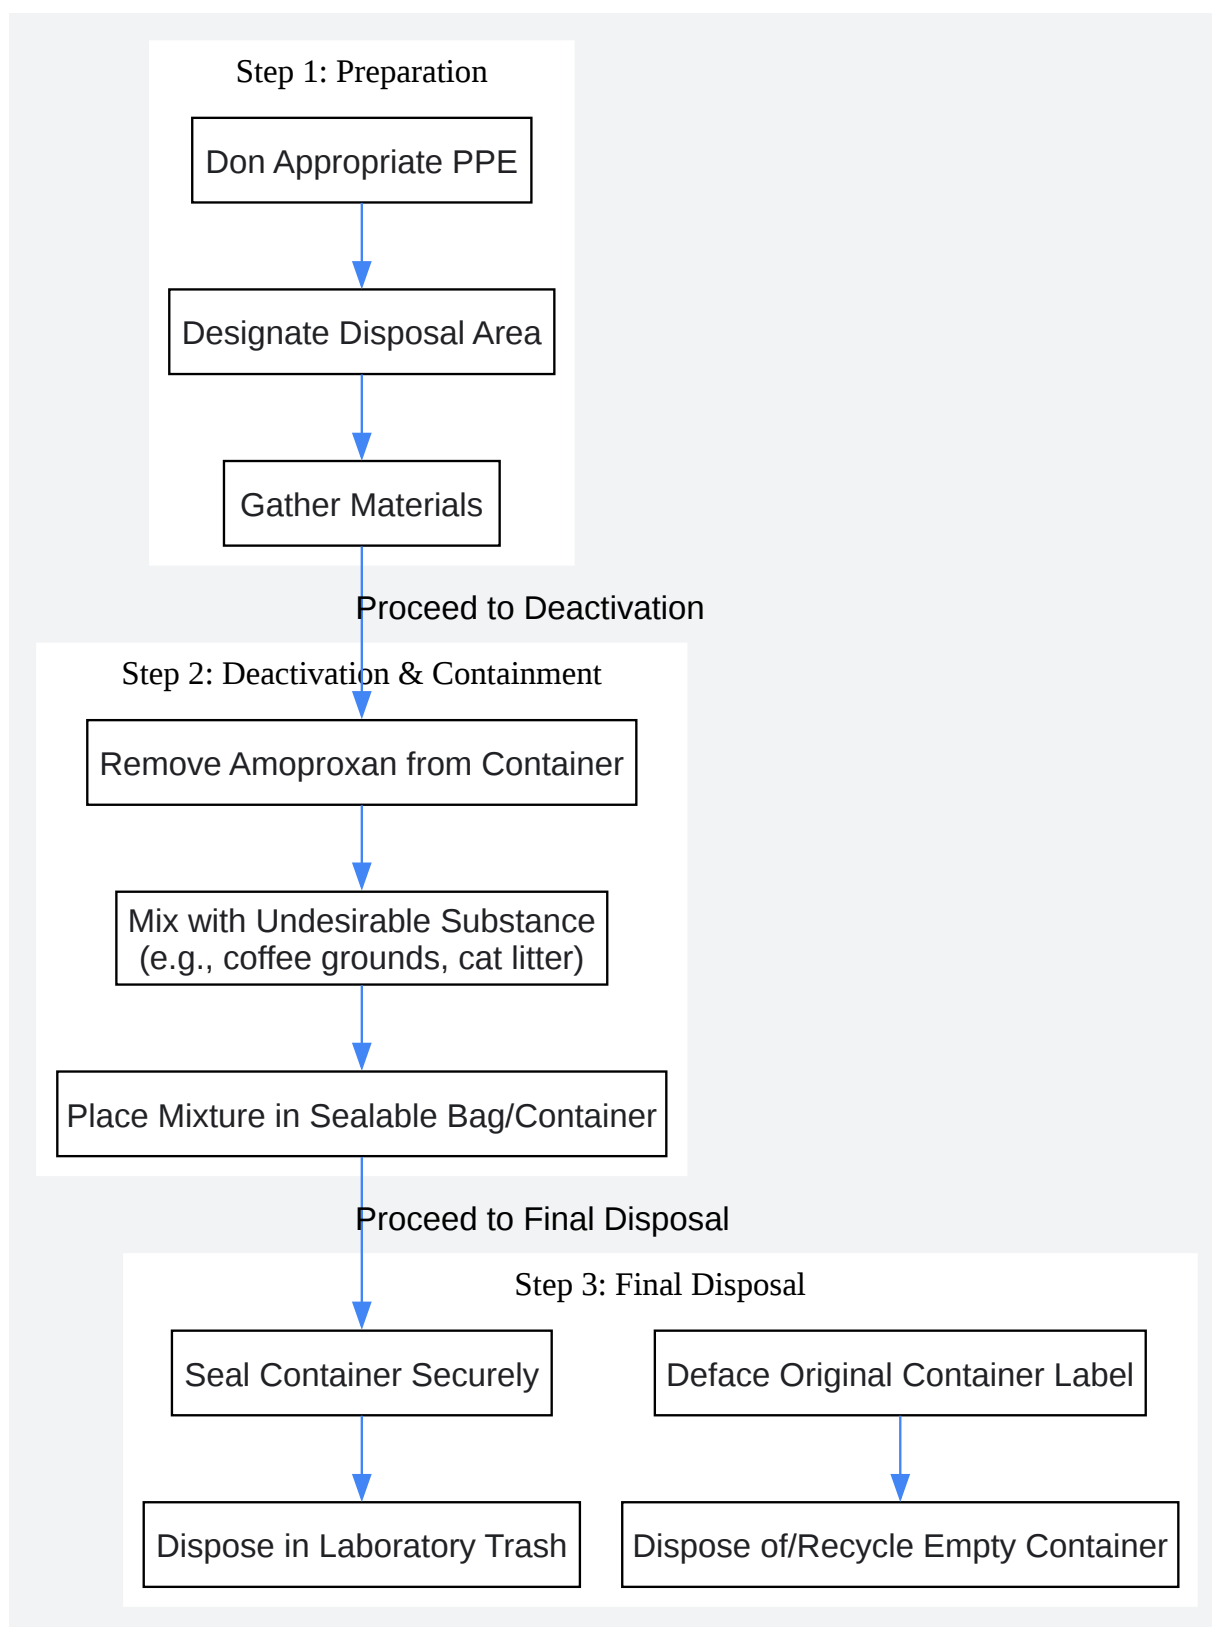 Step 1: Preparation
Don Appropriate PPE
Designate Disposal Area
Gather Materials
Proceed to Deactivation
Step 2: Deactivation & Containment
Remove Amoproxan from Container
Mix with Undesirable Substance
(e.g., coffee grounds, cat litter)
Place Mixture in Sealable Bag/Container
Proceed to Final Disposal
Step 3: Final Disposal
Seal Container Securely
Deface Original Container Label
Dispose in Laboratory Trash
Dispose of/Recycle Empty Container